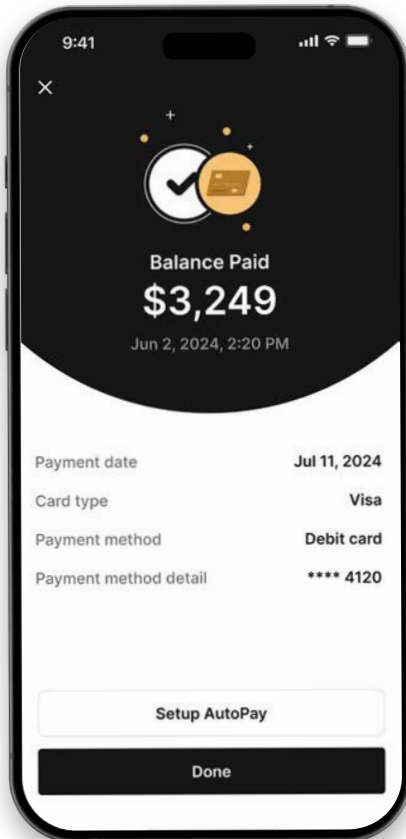 9:41
Balance Paid
$3,249
Jun 2, 2024, 2:20 PM
Payment date Jul 11, 2024
Card type Visa
Payment method Debit card
Payment method detail **** 4120
Setup AutoPay
Done